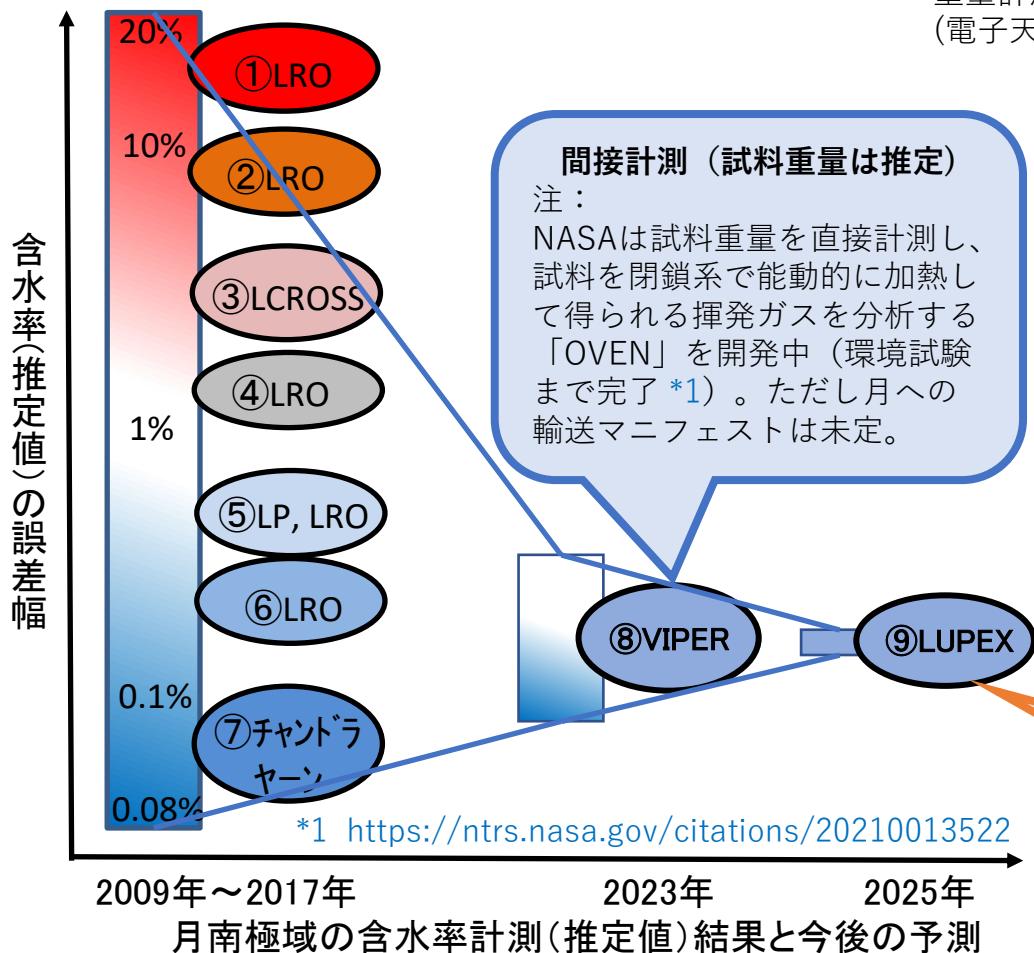 (電子天
20%
①LRO
10%
②LRO
③LCROSS
④LRO
1%
⑤LP, LRO
⑥LRO
0.1%
⑦チャンドラ
ヤーン
0.08%
含水率(推定値)の誤差幅
間接計測（試料重量は推定）
注：
NASAは試料重量を直接計測し、
試料を閉鎖系で能動的に加熱し
て得られる揮発ガスを分析する
「OVEN」を開発中（環境試験
まで完了 *1）。ただし月への
輸送マニフェストは未定。
⑧VIPER
⑨LUPEX
*1 https://ntrs.nasa.gov/citations/20210013522
2009年～2017年
2023年
2025年
月南極域の含水率計測(推定値)結果と今後の予測